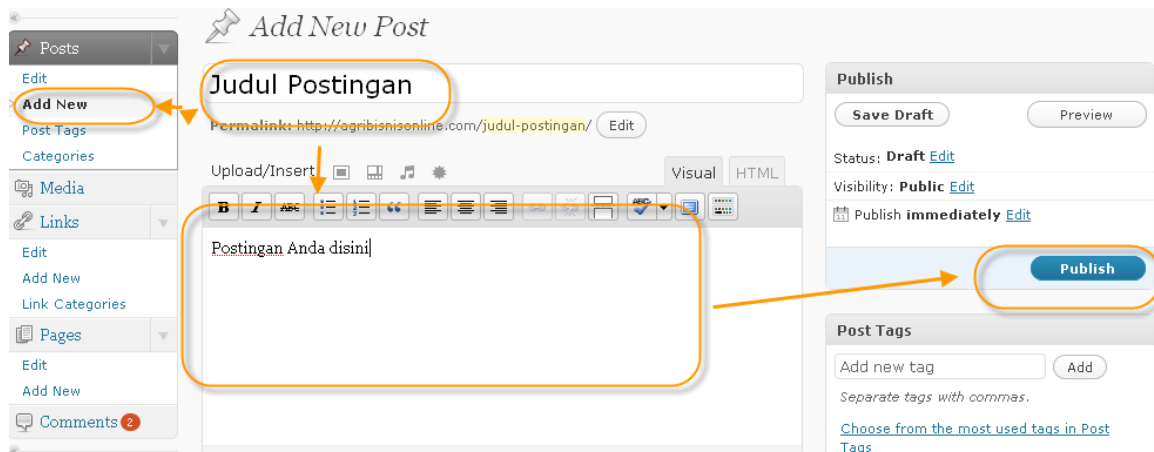 Add New Post
Posts
Edit
Add New
Post Tags
Categories
Media
Links
Edit
Add New
Link Categories
Pages
Edit
Add New
Comments 2
Judul Postingan
Permalink: http://agribisnisonline.com/judul-postingan/ Edit
Upload/Insert
Visual HTML
B I ABC ABC
Postingan Anda disini
Publish
Save Draft Preview
Status: Draft Edit
Visibility: Public Edit
Publish immediately Edit
Publish
Post Tags
Add new tag Add
Separate tags with commas.
Choose from the most used tags in Post
Tags